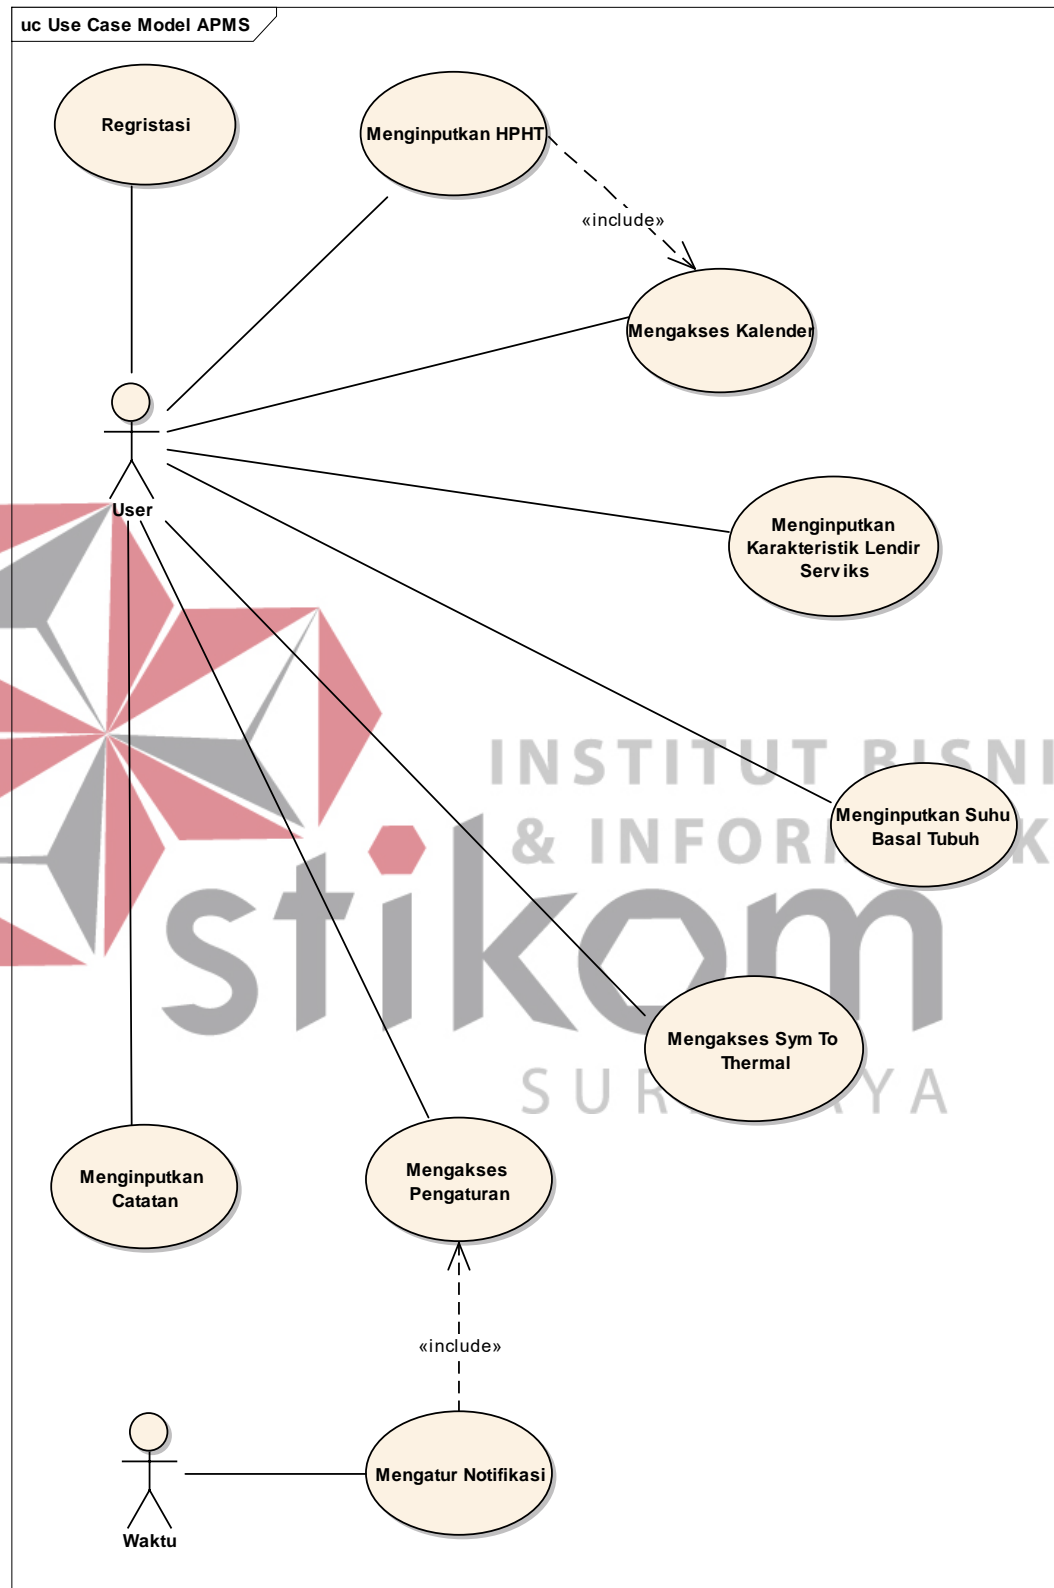 uc Use Case Model APMS
Regristasi
Menginputkan HPHT
«include»
Mengakses Kalender
User
Menginputkan
Karakteristik Lendir
Serviks
INSTITUT BISNI
Menginputkan Suhu
Basal Tubuh
& INFOR K
stikom
Mengakses Sym To
Thermal
SUR YA
Menginputkan
Catatan
Mengakses
Pengaturan
«include»
Mengatur Notifikasi
Waktu